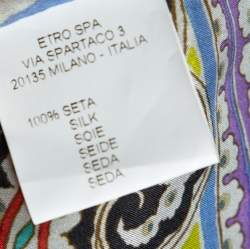 ETRO SPA
VIA SPARTACO 3
20135 MILANO - ITALIA
100% SETA
SILK
SOIE
SEIDE
SEDA
SEDA